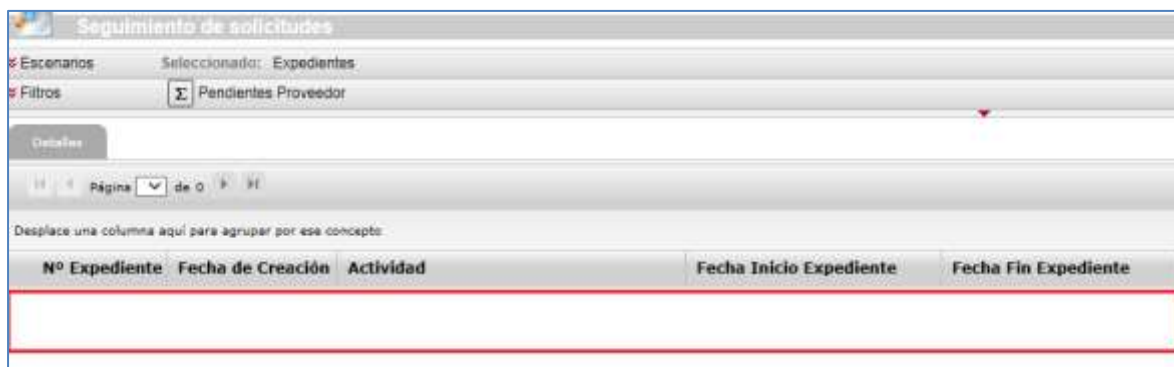 Seguimiento de solicitudes
Escenarios Seleccionado: Expedientes
Filtros Σ Pendientes Proveedor
Detalles
Página de 0
Desplace una columna aquí para agrupar por ese concepto
Nº Expediente Fecha de Creación Actividad Fecha Inicio Expediente Fecha Fin Expediente